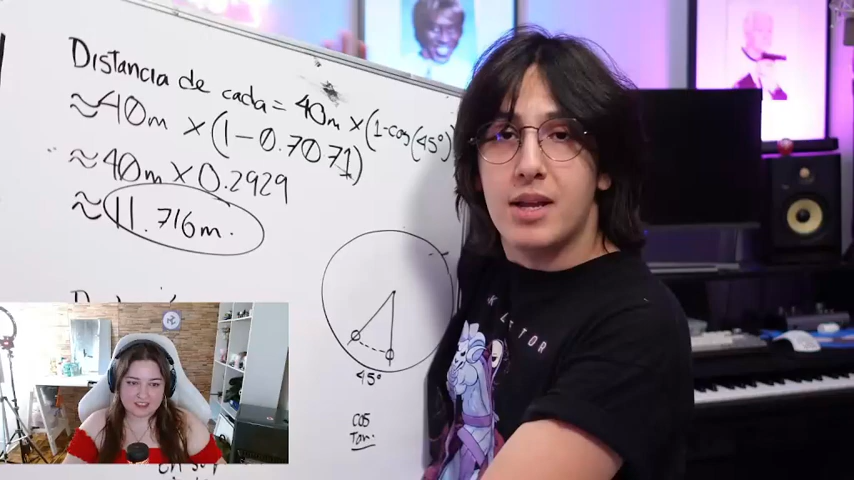 Distancia de cada = 40m × (1-cos(45°)
≈40m × (1-0.7071)
≈40m × 0.2929
≈11.716m.
45°
cos
Tan.